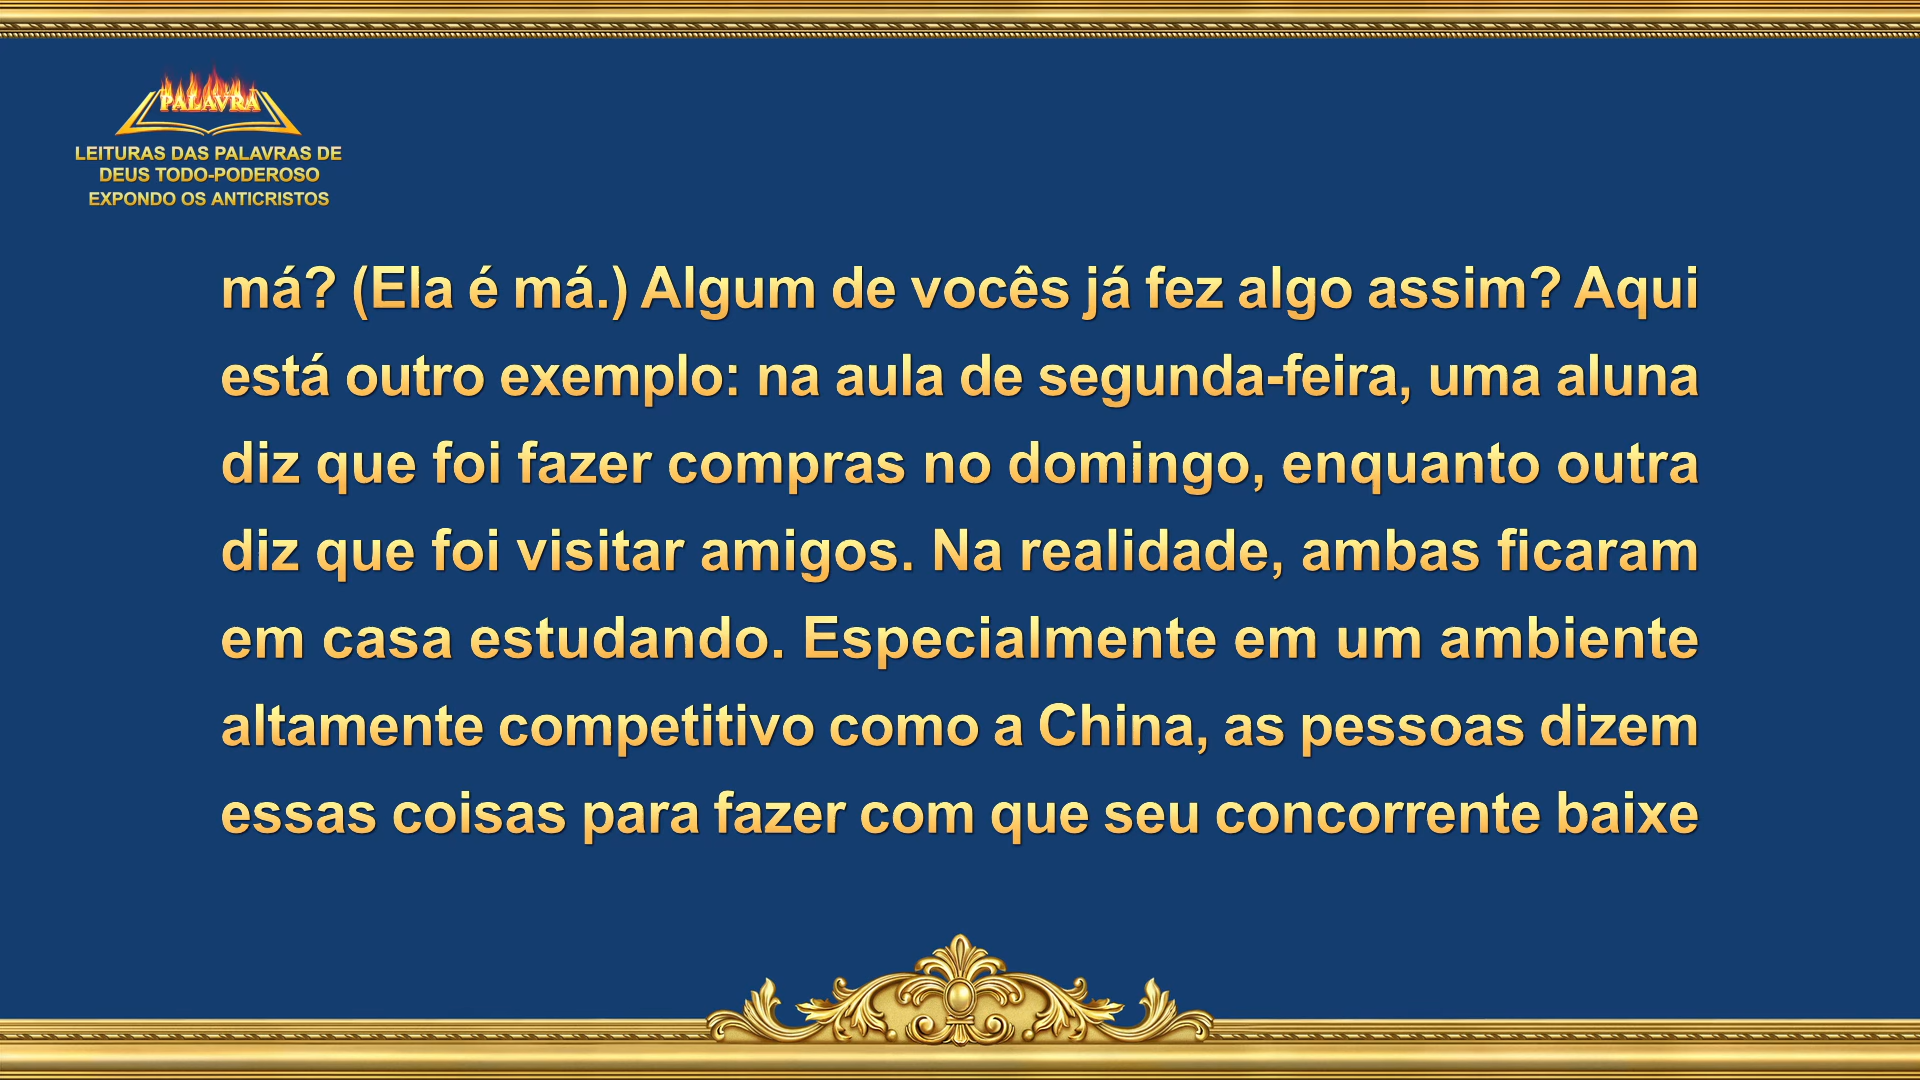 PALAVRA
LEITURAS DAS PALAVRAS DE
DEUS TODO-PODEROSO
EXPONDO OS ANTICRISTOS
má? (Ela é má.) Algum de vocês já fez algo assim? Aqui
está outro exemplo: na aula de segunda-feira, uma aluna
diz que foi fazer compras no domingo, enquanto outra
diz que foi visitar amigos. Na realidade, ambas ficaram
em casa estudando. Especialmente em um ambiente
altamente competitivo como a China, as pessoas dizem
essas coisas para fazer com que seu concorrente baixe